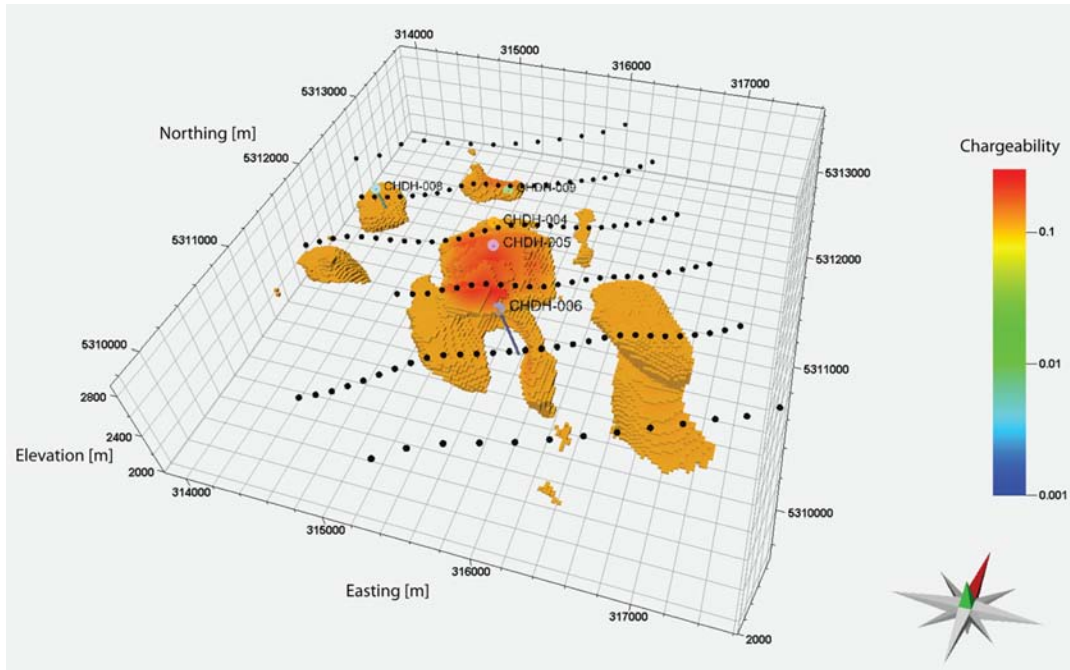 314000
315000
316000
317000
5313000
Northing [m]
5312000
5311000
5310000
2800
2400
Elevation [m]
2000
314000
315000
Easting [m]
316000
317000
2000
5313000
5312000
5311000
5310000
CHDH-008
CHDH-009
CHDH-004
CHDH-005
CHDH-006
Chargeability
0.1
0.01
0.001